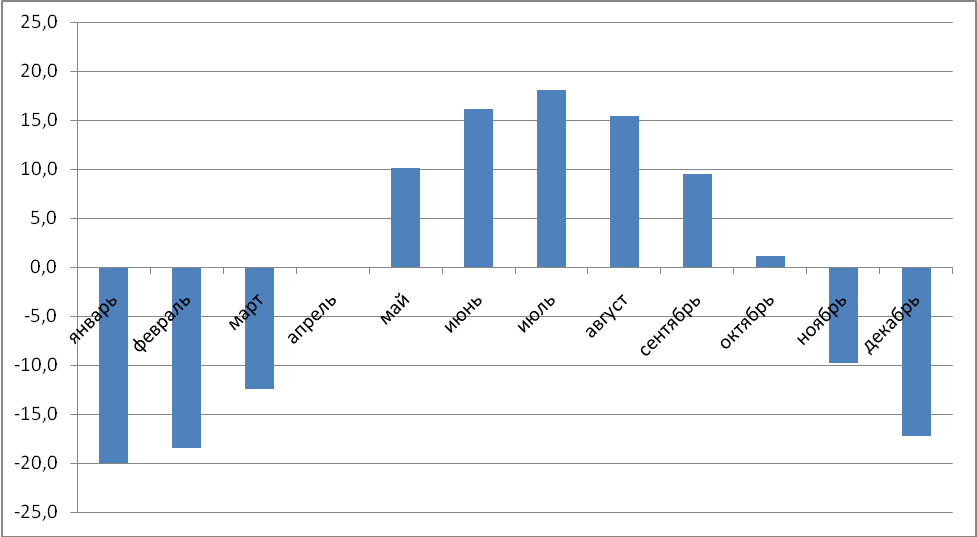 25,0
20,0
15,0
10,0
5,0
0,0
-5,0
-10,0
-15,0
-20,0
-25,0
январь
февраль
март
апрель
май
июнь
июль
август
сентябрь
октябрь
ноябрь
декабрь